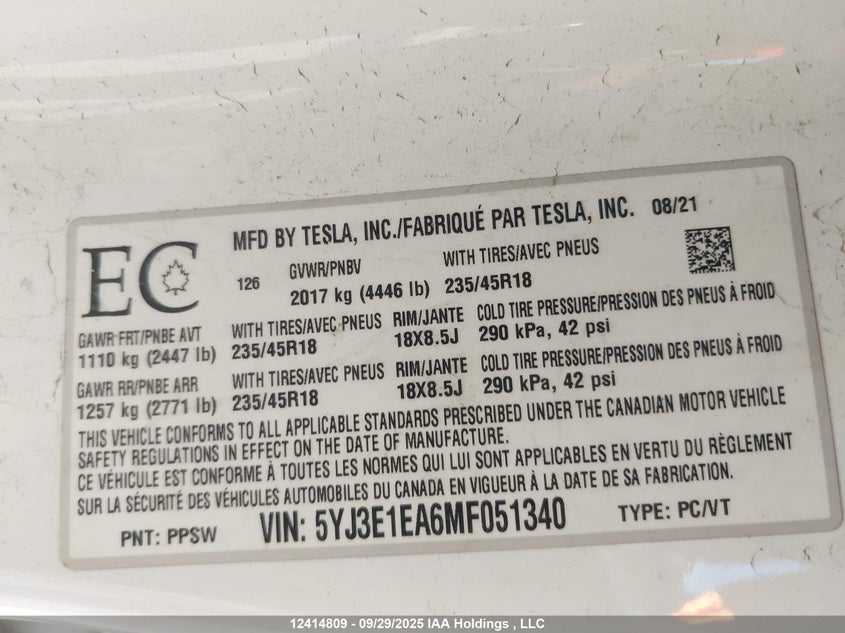 MFD BY TESLA, INC./FABRIQUÉ PAR TESLA, INC. 08/21
EC
126 GVWR/PNBV WITH TIRES/AVEC PNEUS
2017 kg (4446 lb) 235/45R18
GAWR FRT/PNBE AVT WITH TIRES/AVEC PNEUS RIM/JANTE COLD TIRE PRESSURE/PRESSION DES PNEUS À FROID
1110 kg (2447 lb) 235/45R18 18X8.5J 290 kPa, 42 psi
GAWR RR/PNBE ARR WITH TIRES/AVEC PNEUS RIM/JANTE COLD TIRE PRESSURE/PRESSION DES PNEUS À FROID
1257 kg (2771 lb) 235/45R18 18X8.5J 290 kPa, 42 psi
THIS VEHICLE CONFORMS TO ALL APPLICABLE STANDARDS PRESCRIBED UNDER THE CANADIAN MOTOR VEHICLE
SAFETY REGULATIONS IN EFFECT ON THE DATE OF MANUFACTURE.
CE VÉHICULE EST CONFORME À TOUTES LES NORMES QUI LUI SONT APPLICABLES EN VERTU DU RÈGLEMENT
SUR LA SÉCURITÉ DES VÉHICULES AUTOMOBILES DU CANADA EN VIGUEUR À LA DATE DE SA FABRICATION.
PNT: PPSW VIN: 5YJ3E1EA6MF051340 TYPE: PC/VT
12414809 - 09/29/2025 IAA Holdings , LLC